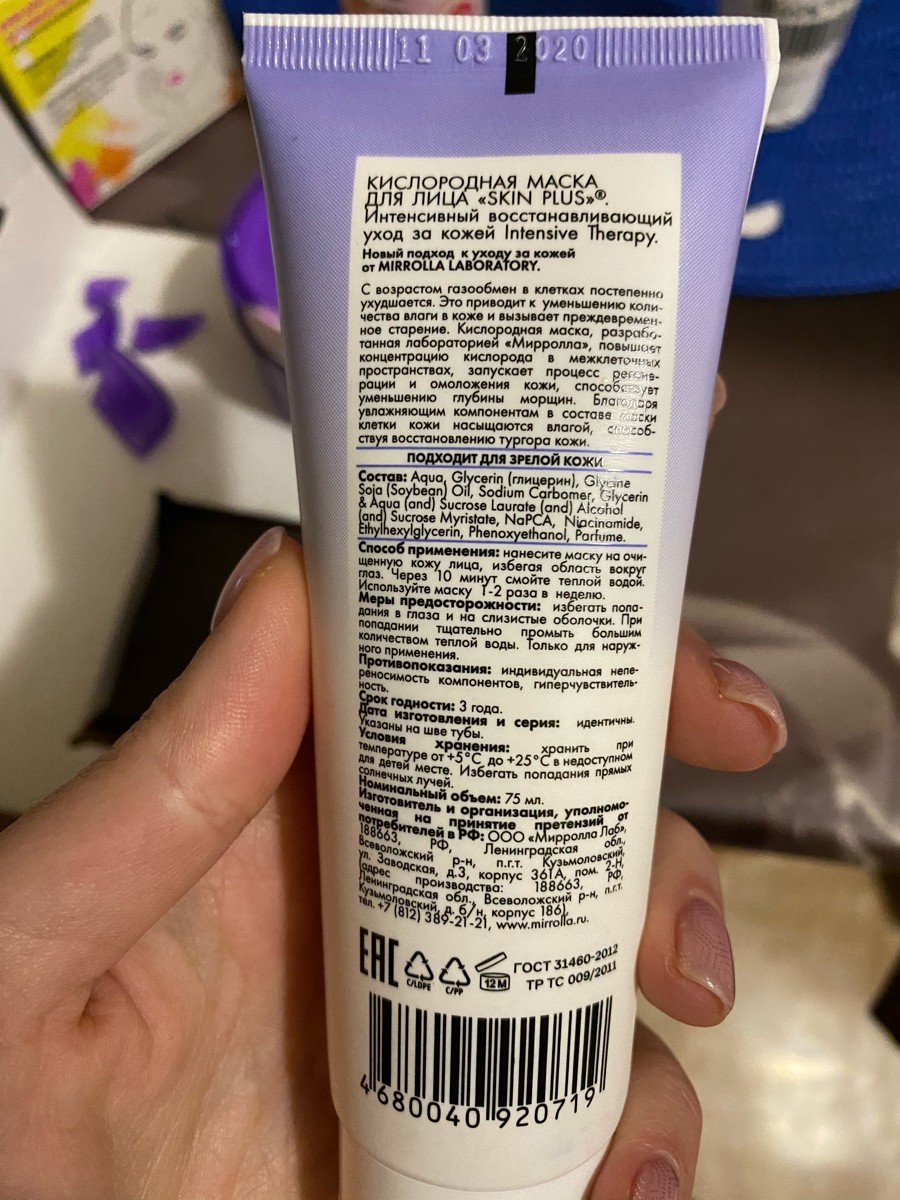 11 03 2020
КИСЛОРОДНАЯ МАСКА
ДЛЯ ЛИЦА «SKIN PLUS»®.
Интенсивный восстанавливающий
уход за кожей Intensive Therapy.
Новый подход к уходу за кожей
от MIRROLLA LABORATORY.
С возрастом газообмен в клетках постепенно
ухудшается. Это приводит к уменьшению коли-
чества влаги в коже и вызывает преждевремен-
ное старение. Кислородная маска, разрабо-
танная лабораторией «Мирролла», повышает
концентрацию кислорода в межклеточных
пространствах, запускает процесс регене-
рации и омоложения кожи, способствует
уменьшению глубины морщин. Благодаря
увлажняющим компонентам в составе маски
клетки кожи насыщаются влагой, способ-
ствуя восстановлению тургора кожи.
ПОДХОДИТ ДЛЯ ЗРЕЛОЙ КОЖИ
Состав: Aqua, Glycerin (глицерин), Glycine
Soja (Soybean) Oil, Sodium Carbomer, Glycerin
& Aqua (and) Sucrose Laurate (and) Alcohol
(and) Sucrose Myristate, NaPCA, Niacinamide,
Ethylhexylglycerin, Phenoxyethanol, Parfume.
Способ применения: нанесите маску на очи-
щенную кожу лица, избегая область вокруг
глаз. Через 10 минут смойте теплой водой.
Используйте маску 1-2 раза в неделю.
Меры предосторожности: избегать попа-
дания в глаза и на слизистые оболочки. При
попадании тщательно промыть большим
количеством теплой воды. Только для наруж-
ного применения.
Противопоказания: индивидуальная непе-
реносимость компонентов, гиперчувствитель-
ность.
Срок годности: 3 года.
Дата изготовления и серия: идентичны.
Указаны на шве тубы.
Условия хранения: хранить при
температуре от +5°С до +25°С в недоступном
для детей месте. Избегать попадания прямых
солнечных лучей.
Номинальный объем: 75 мл.
Изготовитель и организация, уполномо-
ченная на принятие претензий от
потребителей в РФ: ООО «Мирролла Лаб»,
188663, РФ, Ленинградская обл.,
Всеволожский р-н, п.г.т. Кузьмоловский,
ул. Заводская, д.3, корпус 361А, пом. 2-Н,
(адрес производства: 188663, РФ,
Ленинградская обл., Всеволожский р-н, п.г.т.
Кузьмоловский, д. б/н, корпус 186),
тел. +7 (812) 389-21-21, www.mirrolla.ru.
ЕАС
C/LDPE
C/PP
12 M
ГОСТ 31460-2012
ТР ТС 009/2011
4 680040 920719